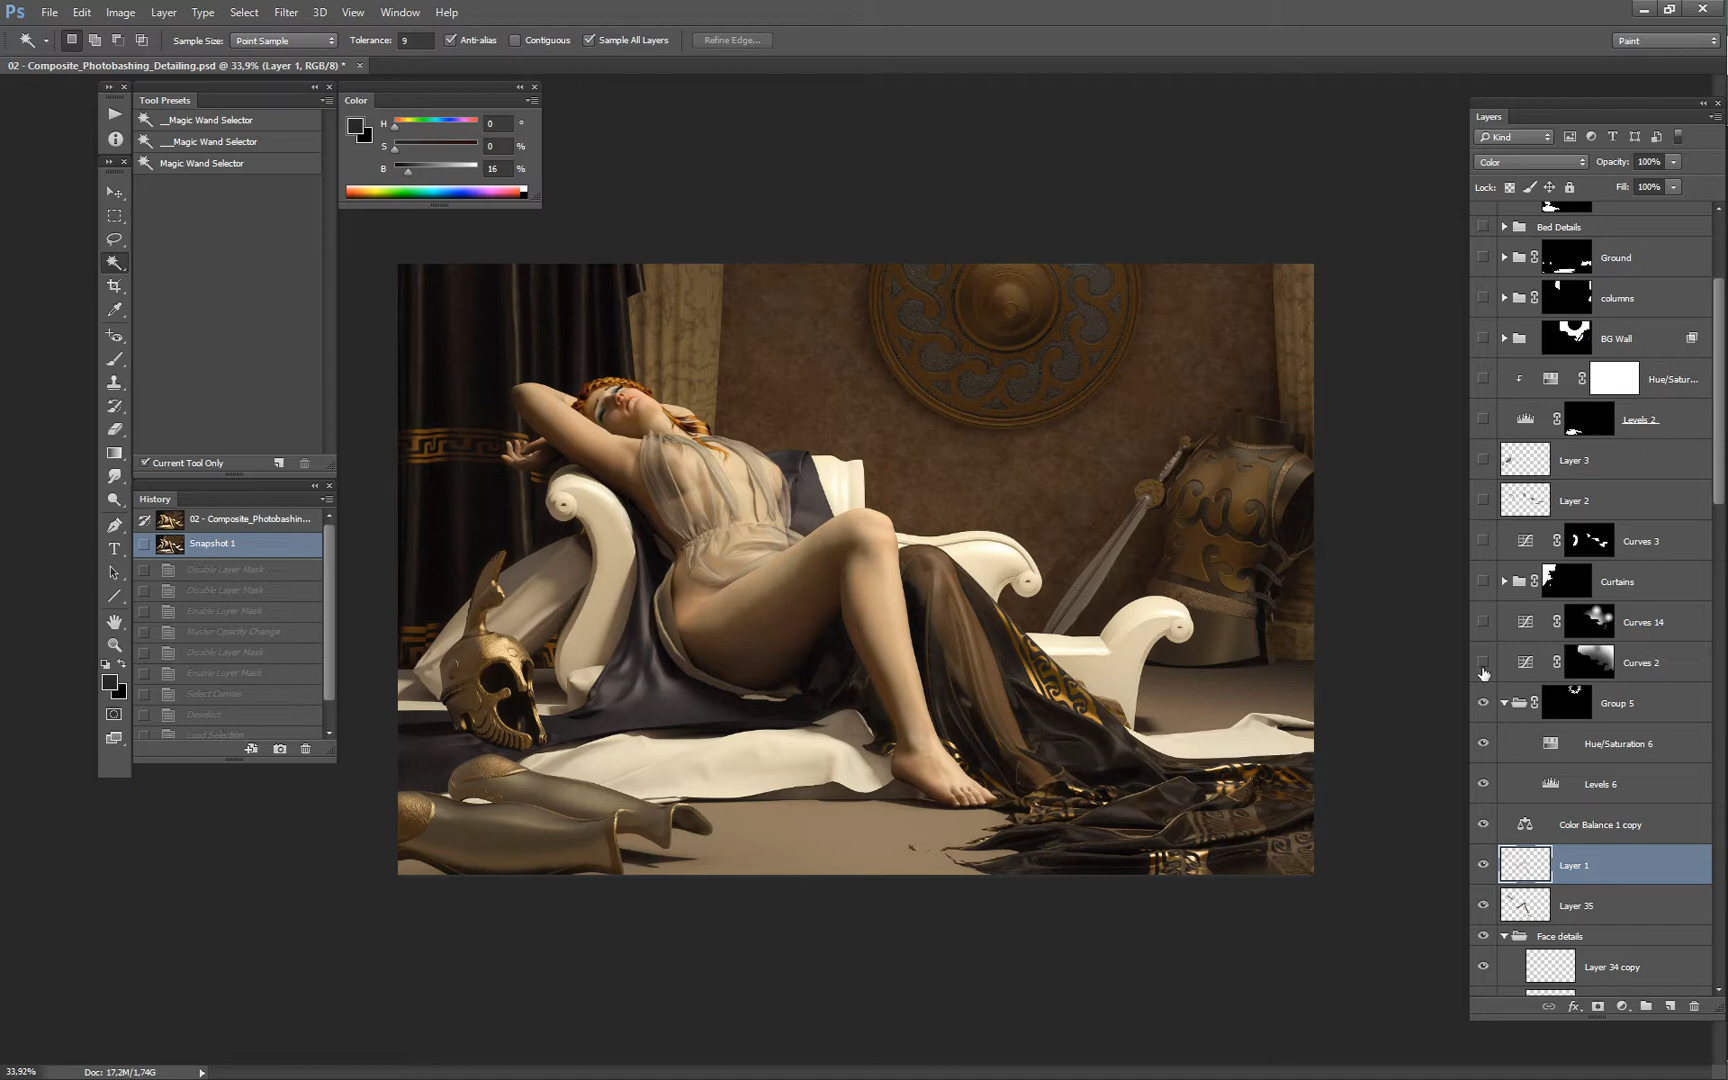 Ps File Edit Image Layer Type Select Filter 3D View Window Help
Sample Size: Point Sample Tolerance: 9 Anti-alias Contiguous Sample All Layers Refine Edge... Paint
02 - Composite_Photobashing_Detailing.psd @ 33,9% (Layer 1, RGB/8) *
Tool Presets
__Magic Wand Selector
___Magic Wand Selector
Magic Wand Selector
Current Tool Only
History
02 - Composite_Photobashin...
Snapshot 1
Disable Layer Mask
Disable Layer Mask
Enable Layer Mask
Master Opacity Change
Disable Layer Mask
Enable Layer Mask
Select Canvas
Deselect
Load Selection
Color
H 0 °
S 0 %
B 16 %
Layers
Kind
Color Opacity: 100%
Lock: Fill: 100%
Bed Details
Ground
columns
BG Wall
Hue/Satur...
Levels 2
Layer 3
Layer 2
Curves 3
Curtains
Curves 14
Curves 2
Group 5
Hue/Saturation 6
Levels 6
Color Balance 1 copy
Layer 1
Layer 35
Face details
Layer 34 copy
fx
33,92% Doc: 17,2M/1,74G